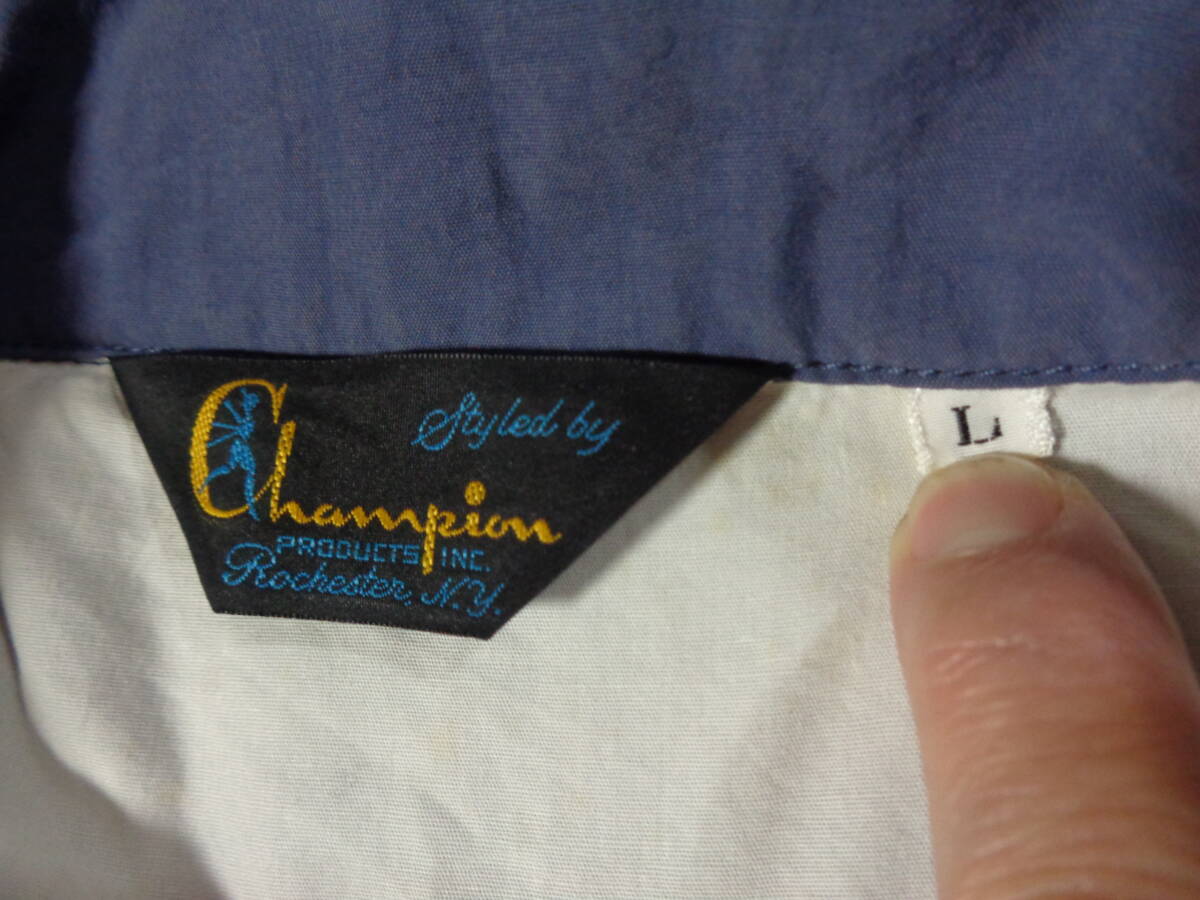 Styled by
Champion
PRODUCTS INC.
Rochester, N.Y.
L